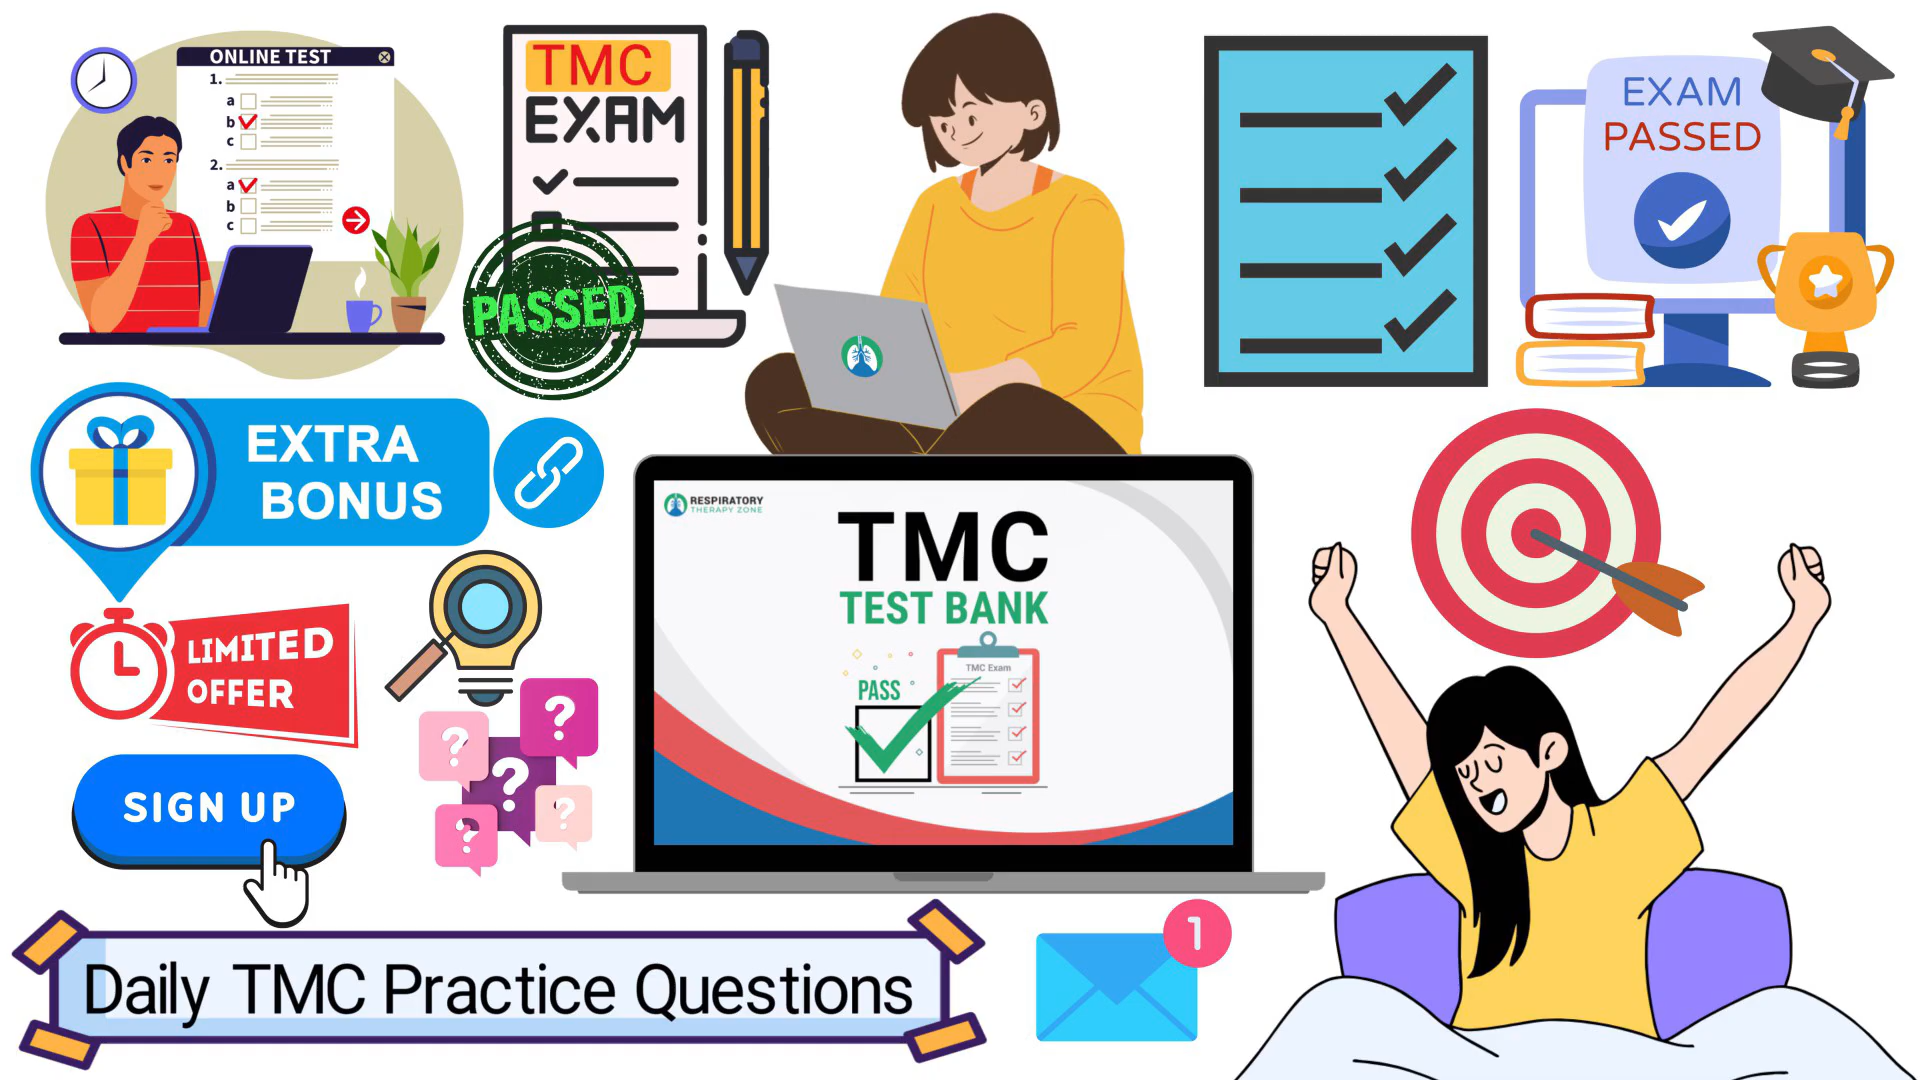 ONLINE TEST
1.
a
b
c
2.
a
b
c
TMC
EXAM
PASSED
EXAM
PASSED
EXTRA
BONUS
LIMITED
OFFER
SIGN UP
? ? ? ? ?
RESPIRATORY
THERAPY ZONE
TMC
TEST BANK
TMC Exam
PASS
Daily TMC Practice Questions
1